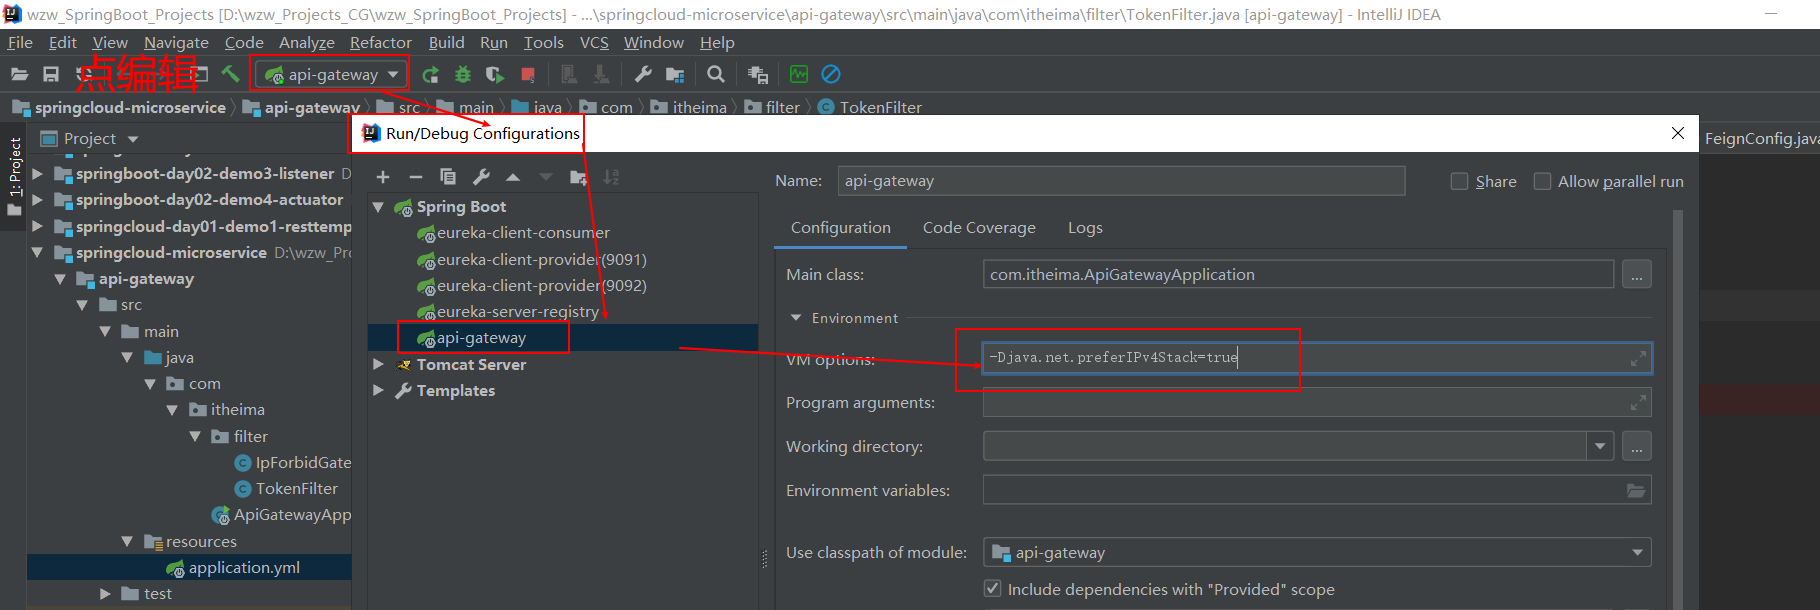 wzw_SpringBoot_Projects [D:\wzw_Projects_CG\wzw_SpringBoot_Projects] - ...\springcloud-microservice\api-gateway\src\main\java\com\itheima\filter\TokenFilter.java [api-gateway] - IntelliJ IDEA
File Edit View Navigate Code Analyze Refactor Build Run Tools VCS Window Help
点编辑
api-gateway
springcloud-microservice api-gateway src main java com itheima filter TokenFilter
1: Project
Project
FeignConfig.java
springboot-day02-demo3-listener D
springboot-day02-demo4-actuator
springcloud-day01-demo1-resttemp
springcloud-microservice D:\wzw_Pro
api-gateway
src
main
java
com
itheima
filter
IpForbidGate
TokenFilter
ApiGatewayApp
resources
application.yml
test
Run/Debug Configurations
Spring Boot
eureka-client-consumer
eureka-client-provider(9091)
eureka-client-provider(9092)
eureka-server-registry
api-gateway
Tomcat Server
Templates
Name: api-gateway
Share Allow parallel run
Configuration Code Coverage Logs
Main class: com.itheima.ApiGatewayApplication ...
Environment
VM options: -Djava.net.preferIPv4Stack=true
Program arguments:
Working directory: ...
Environment variables:
Use classpath of module: api-gateway
Include dependencies with "Provided" scope